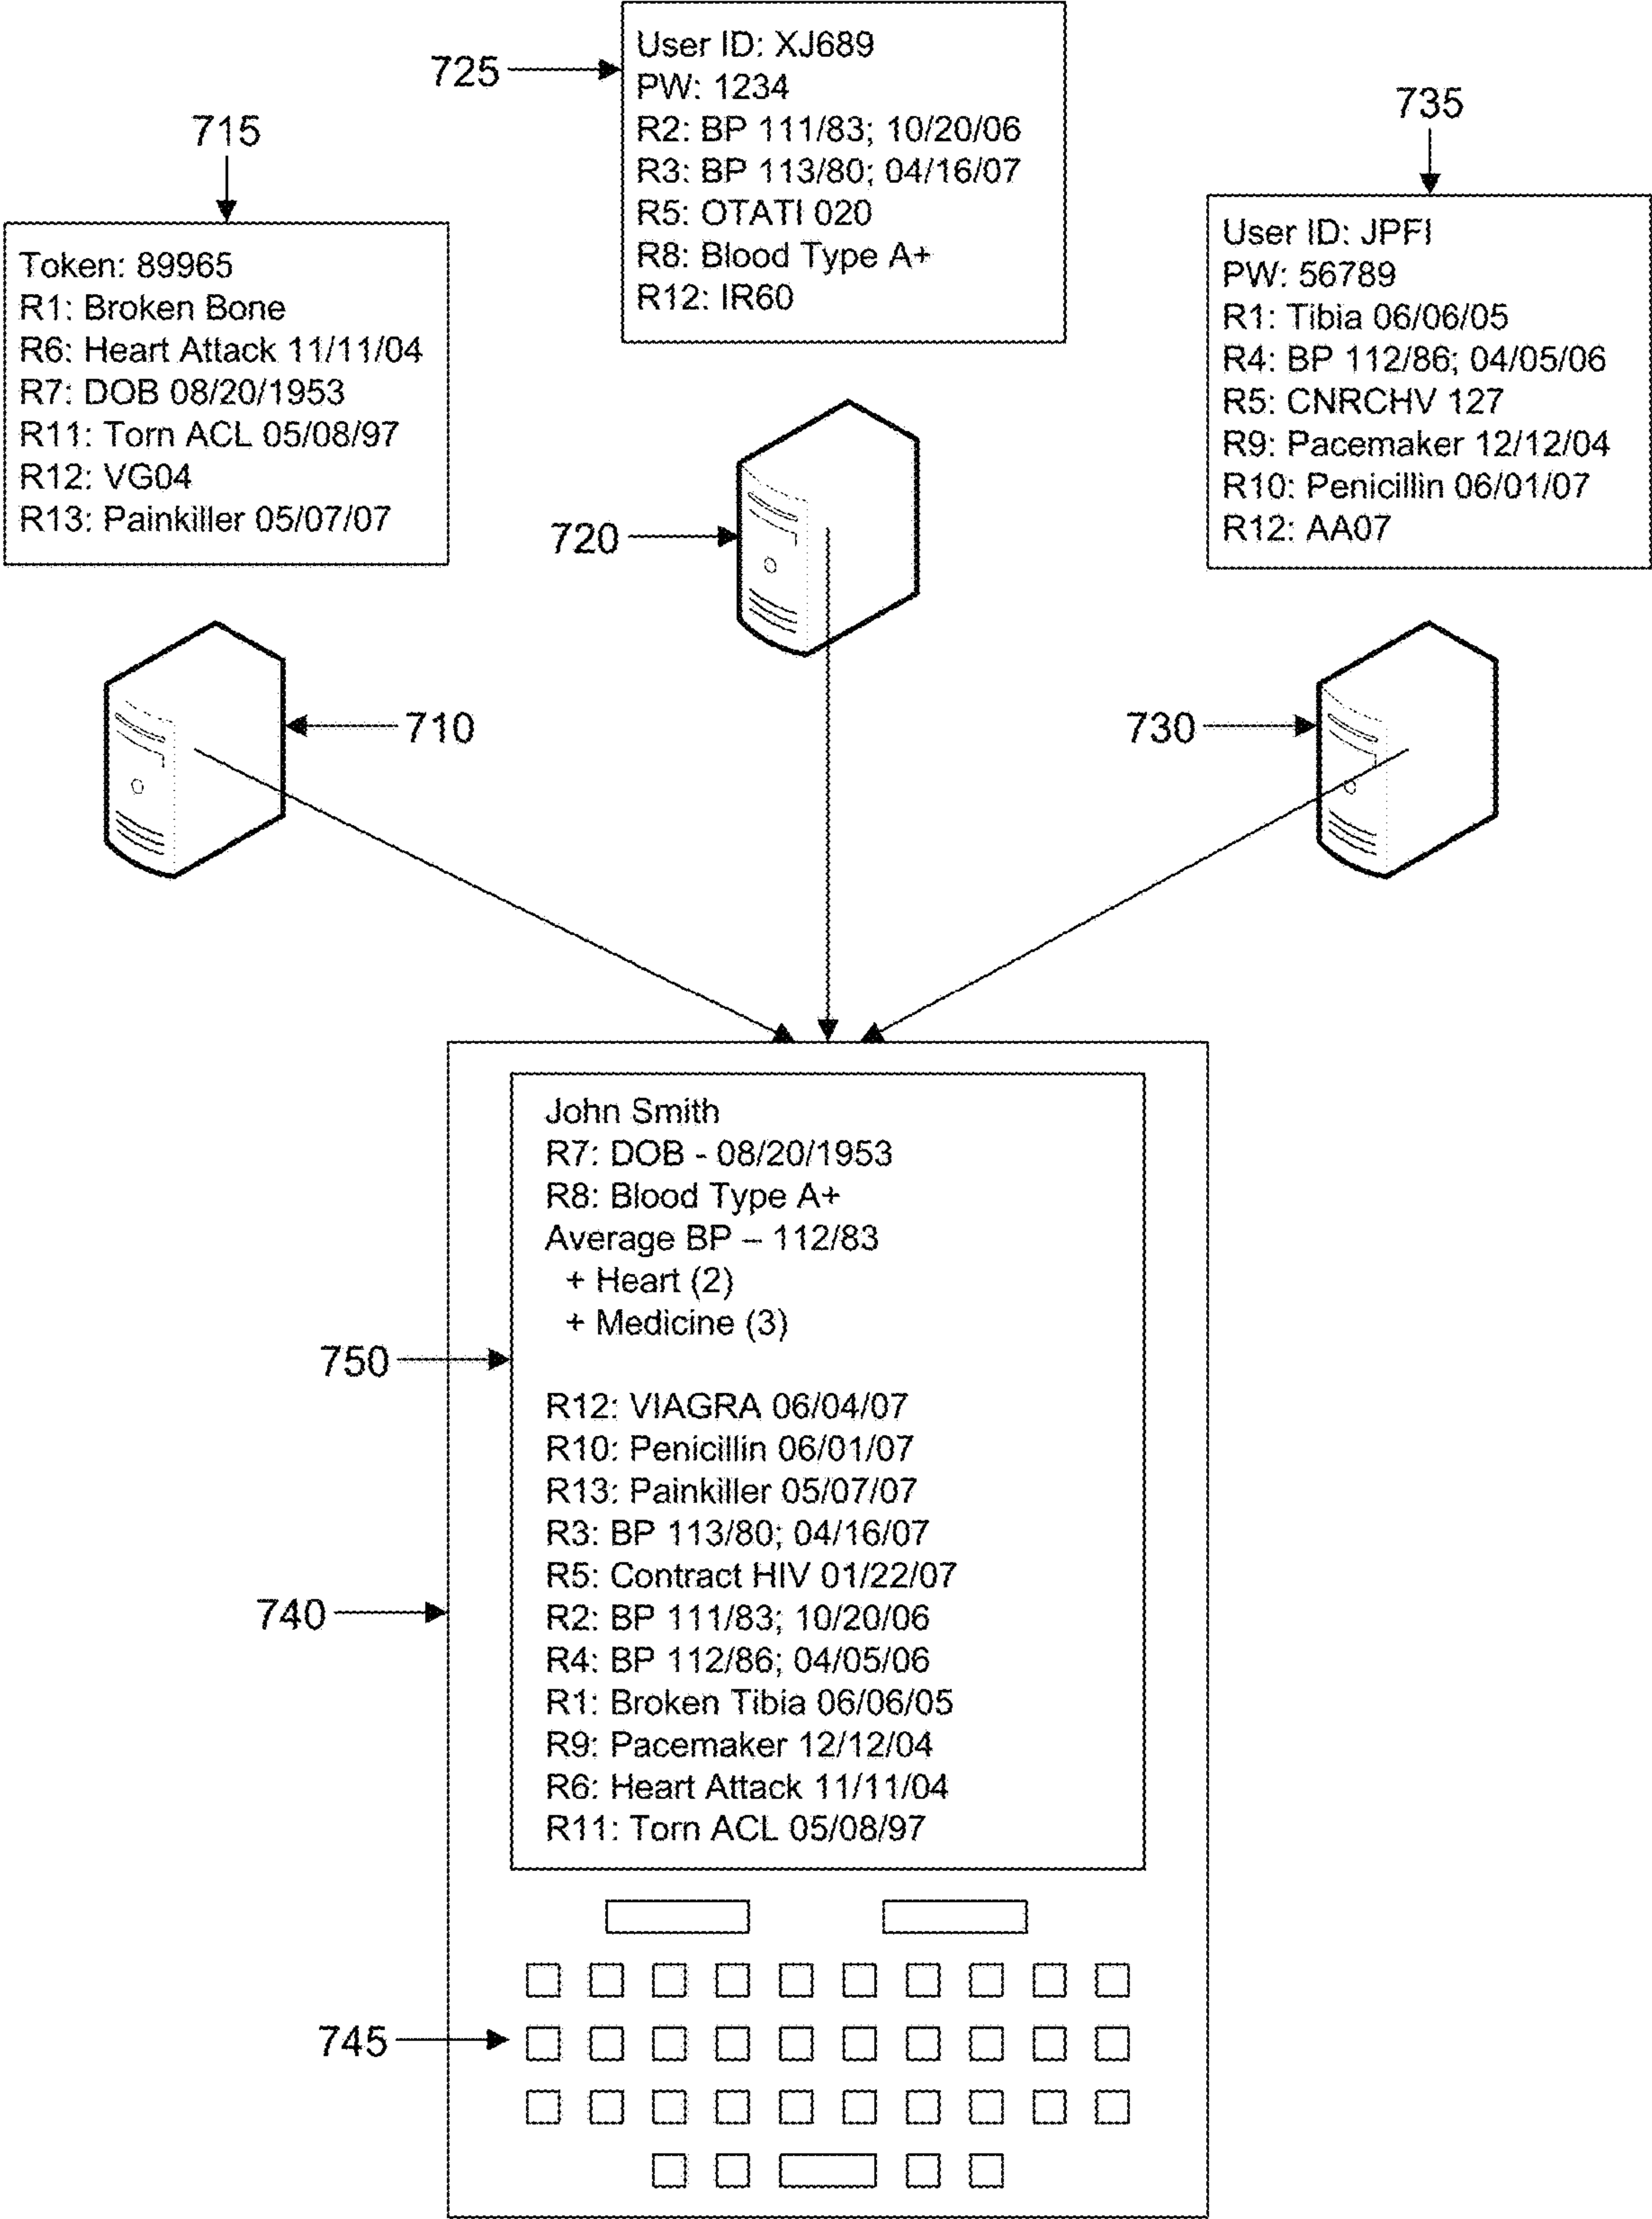 725
User ID: XJ689
PW: 1234
R2: BP 111/83; 10/20/06
R3: BP 113/80; 04/16/07
R5: OTATI 020
R8: Blood Type A+
R12: IR60
715
Token: 89965
R1: Broken Bone
R6: Heart Attack 11/11/04
R7: DOB 08/20/1953
R11: Torn ACL 05/08/97
R12: VG04
R13: Painkiller 05/07/07
735
User ID: JPFI
PW: 56789
R1: Tibia 06/06/05
R4: BP 112/86; 04/05/06
R5: CNRCHV 127
R9: Pacemaker 12/12/04
R10: Penicillin 06/01/07
R12: AA07
720
710
730
John Smith
R7: DOB - 08/20/1953
R8: Blood Type A+
Average BP – 112/83
+ Heart (2)
+ Medicine (3)
750
R12: VIAGRA 06/04/07
R10: Penicillin 06/01/07
R13: Painkiller 05/07/07
R3: BP 113/80; 04/16/07
R5: Contract HIV 01/22/07
R2: BP 111/83; 10/20/06
R4: BP 112/86; 04/05/06
R1: Broken Tibia 06/06/05
R9: Pacemaker 12/12/04
R6: Heart Attack 11/11/04
R11: Torn ACL 05/08/97
740
745